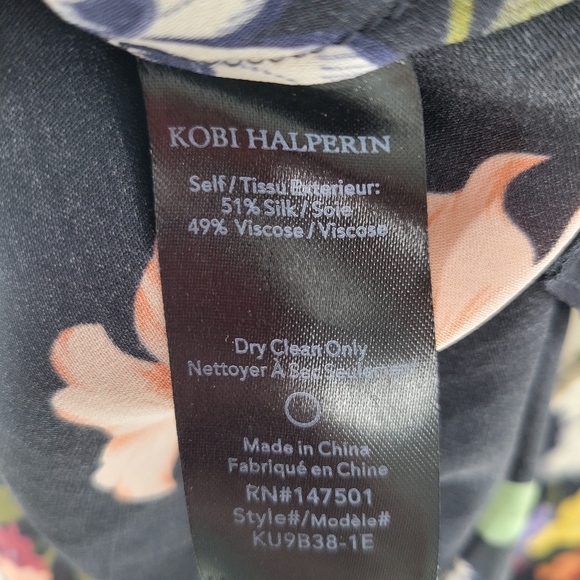 KOBI HALPERIN
Self/Tissu Exterieur:
51% Silk/Soie
49% Viscose/Viscose
Dry Clean Only
Nettoyer À Sec Seulement
Made in China
Fabriqué en Chine
RN#147501
Style#/Modèle#
KU9B38-1E